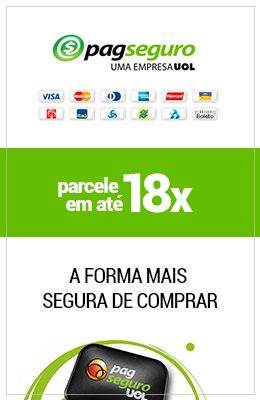 pagseguro
UMA EMPRESA UOL
VISA
Hipercard
Itaú
Boleto
parcele
em até 18x
A FORMA MAIS
SEGURA DE COMPRAR
pag
seguro
UOL